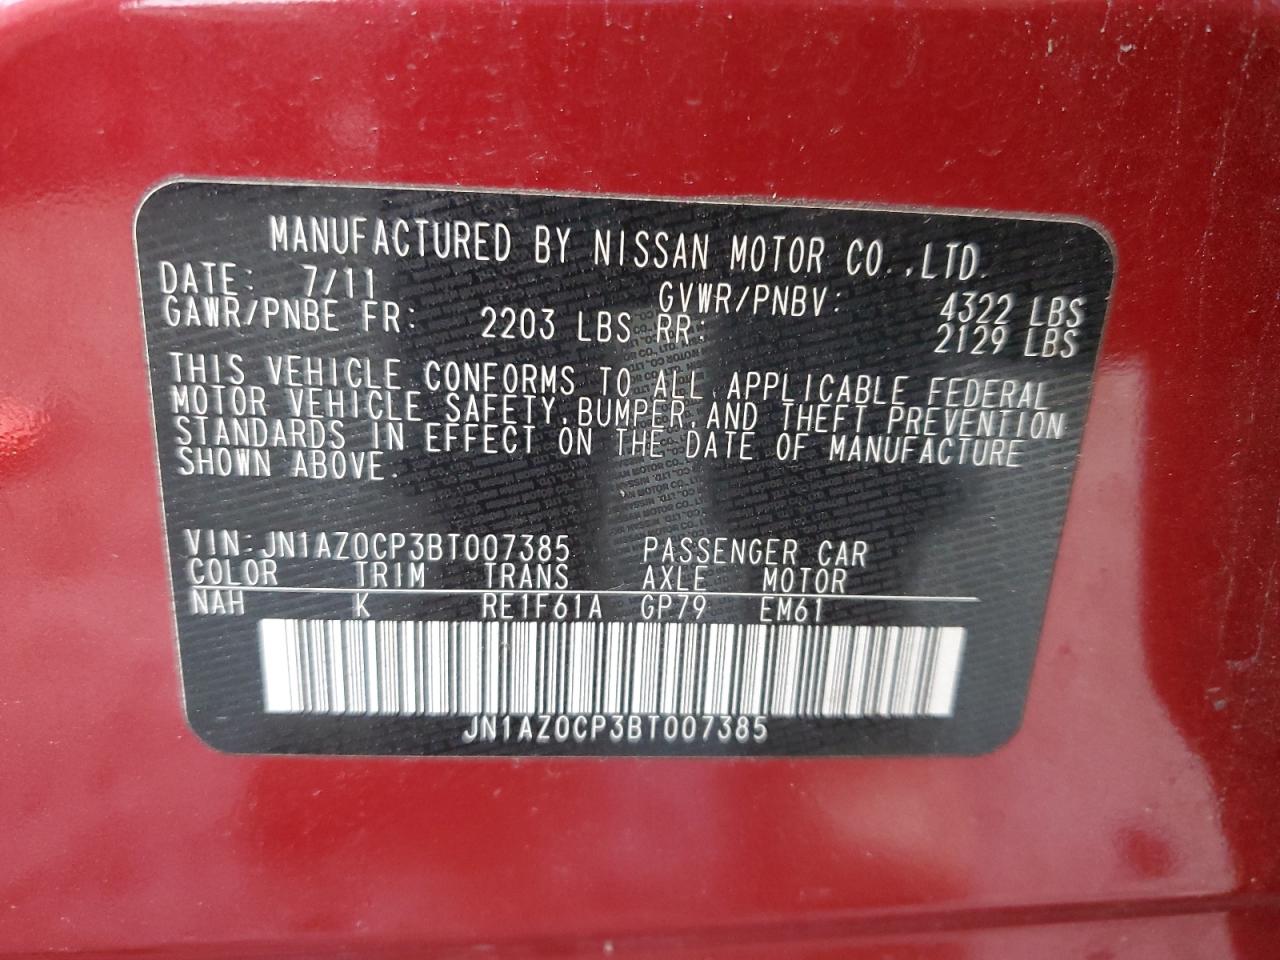 MANUFACTURED BY NISSAN MOTOR CO.,LTD.
DATE: 7/11 GVWR/PNBV: 4322 LBS
GAWR/PNBE FR: 2203 LBS RR: 2129 LBS
THIS VEHICLE CONFORMS TO ALL APPLICABLE FEDERAL
MOTOR VEHICLE SAFETY,BUMPER,AND THEFT PREVENTION
STANDARDS IN EFFECT ON THE DATE OF MANUFACTURE
SHOWN ABOVE.
VIN:JN1AZ0CP3BT007385 PASSENGER CAR
COLOR TRIM TRANS AXLE MOTOR
NAH K RE1F61A GP79 EM61
JN1AZ0CP3BT007385